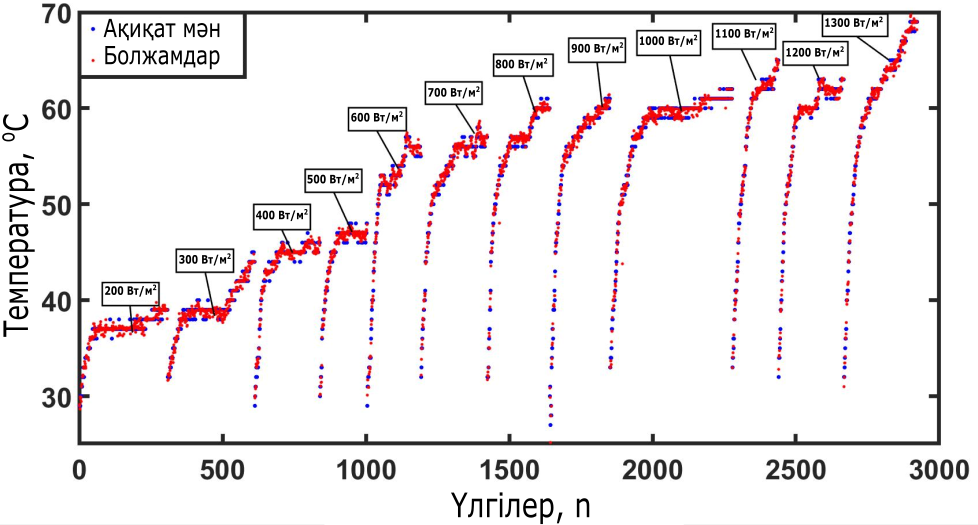 70
60
50
40
30
Температура, ⁰C
Ақиқат мән
Болжамдар
200 Вт/м²
300 Вт/м²
400 Вт/м²
500 Вт/м²
600 Вт/м²
700 Вт/м²
800 Вт/м²
900 Вт/м²
1000 Вт/м²
1100 Вт/м²
1200 Вт/м²
1300 Вт/м²
0 500 1000 1500 2000 2500 3000
Үлгілер, n